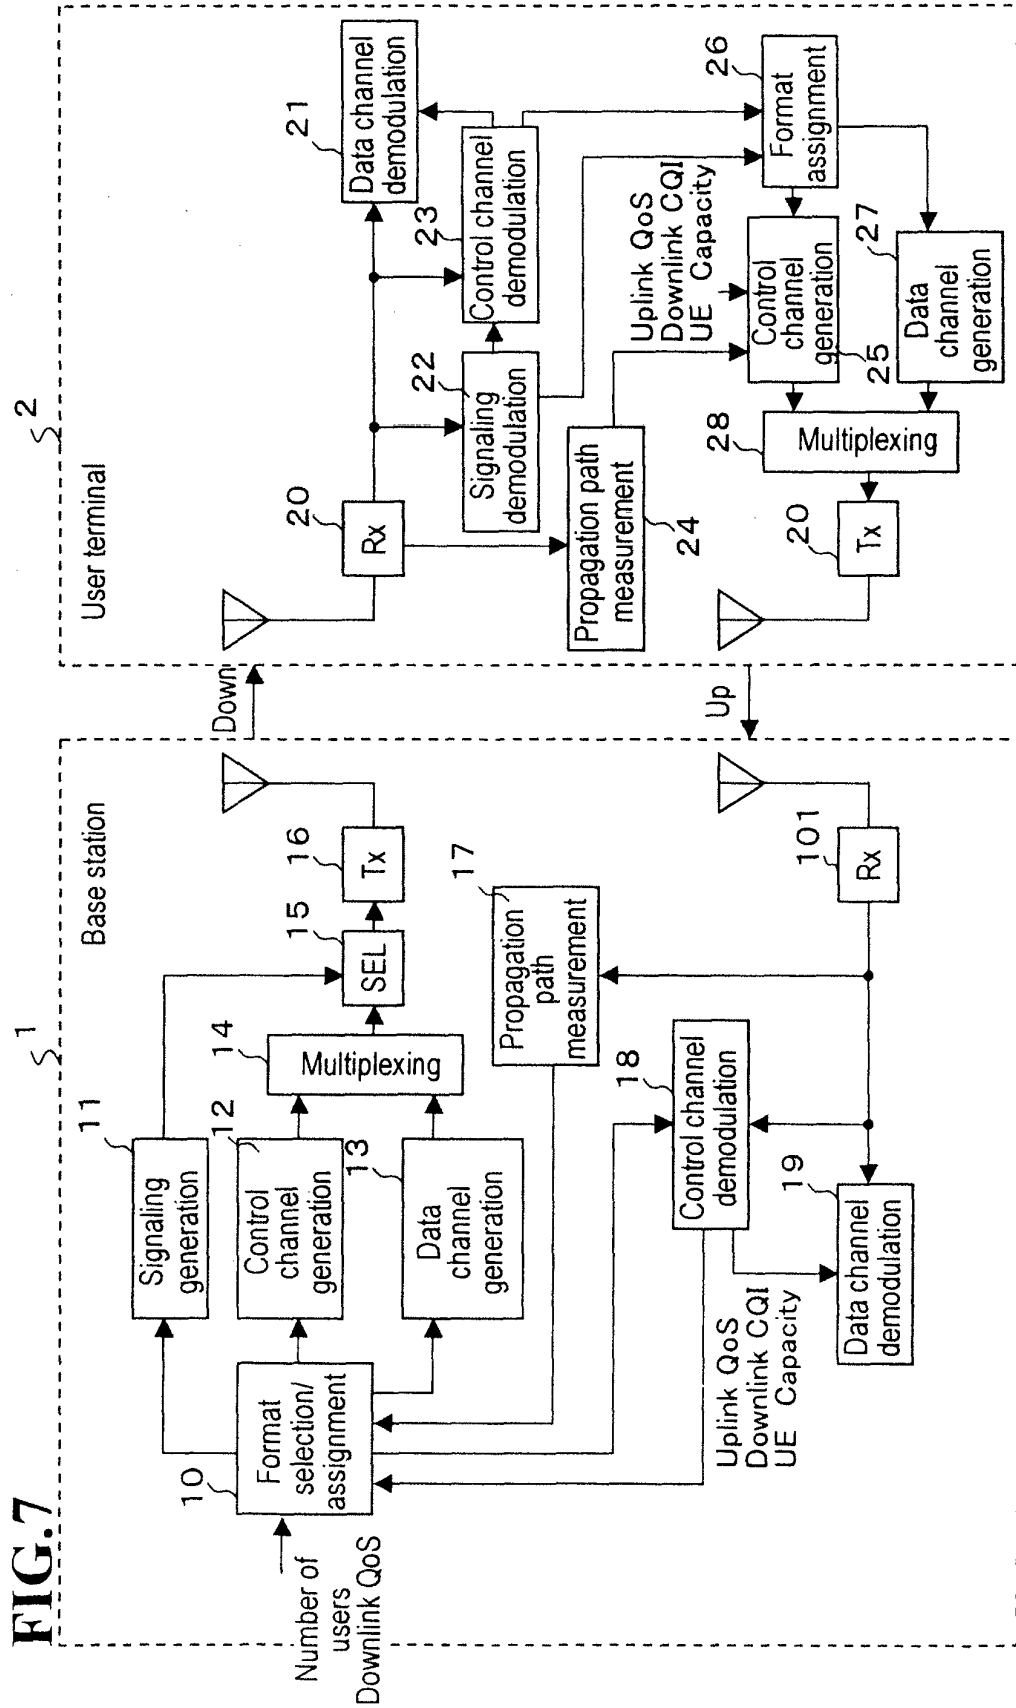 FIG.7
1
Base station
Number of
users
Downlink QoS
10
Format
selection/
assignment
11
Signaling
generation
12
Control
channel
generation
13
Data
channel
generation
14
Multiplexing
15
SEL
16
Tx
17
Propagation
path
measurement
18
Control channel
demodulation
Uplink QoS
Downlink CQI
UE Capacity
19
Data channel
demodulation
101
Rx
Down
Up
2
User terminal
20
Rx
21
Data channel
demodulation
22
Signaling
demodulation
23
Control channel
demodulation
Propagation path
measurement
24
Uplink QoS
Downlink CQI
UE Capacity
Control
channel
generation
25
26
Format
assignment
27
Data
channel
generation
28
Multiplexing
20
Tx